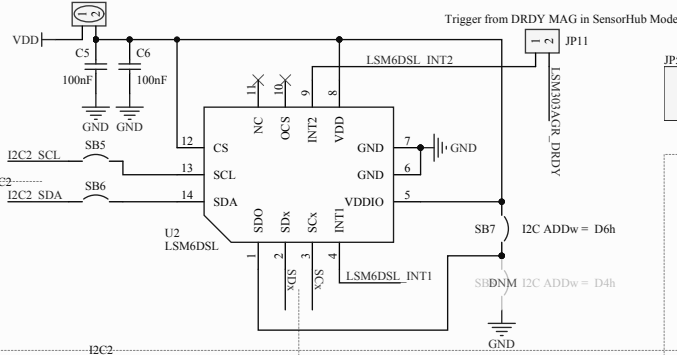 1 2
Trigger from DRDY MAG in SensorHub Mode
VDD
1 2
JP11
C5
C6
100nF
100nF
LSM6DSL_INT2
LSM303AGR_DRDY
GND
GND
11
10
9
8
NC
OCS
INT2
VDD
12
CS
GND
7
GND
I2C2_SCL
SB5
13
SCL
GND
6
I2C2_SDA
SB6
14
SDA
VDDIO
5
U2
LSM6DSL
SDO
SDx
SCx
INT1
1
2
3
4
SDx
SCx
LSM6DSL_INT1
SB7
I2C ADDw = D6h
DNM
I2C ADDw = D4h
GND
I2C2